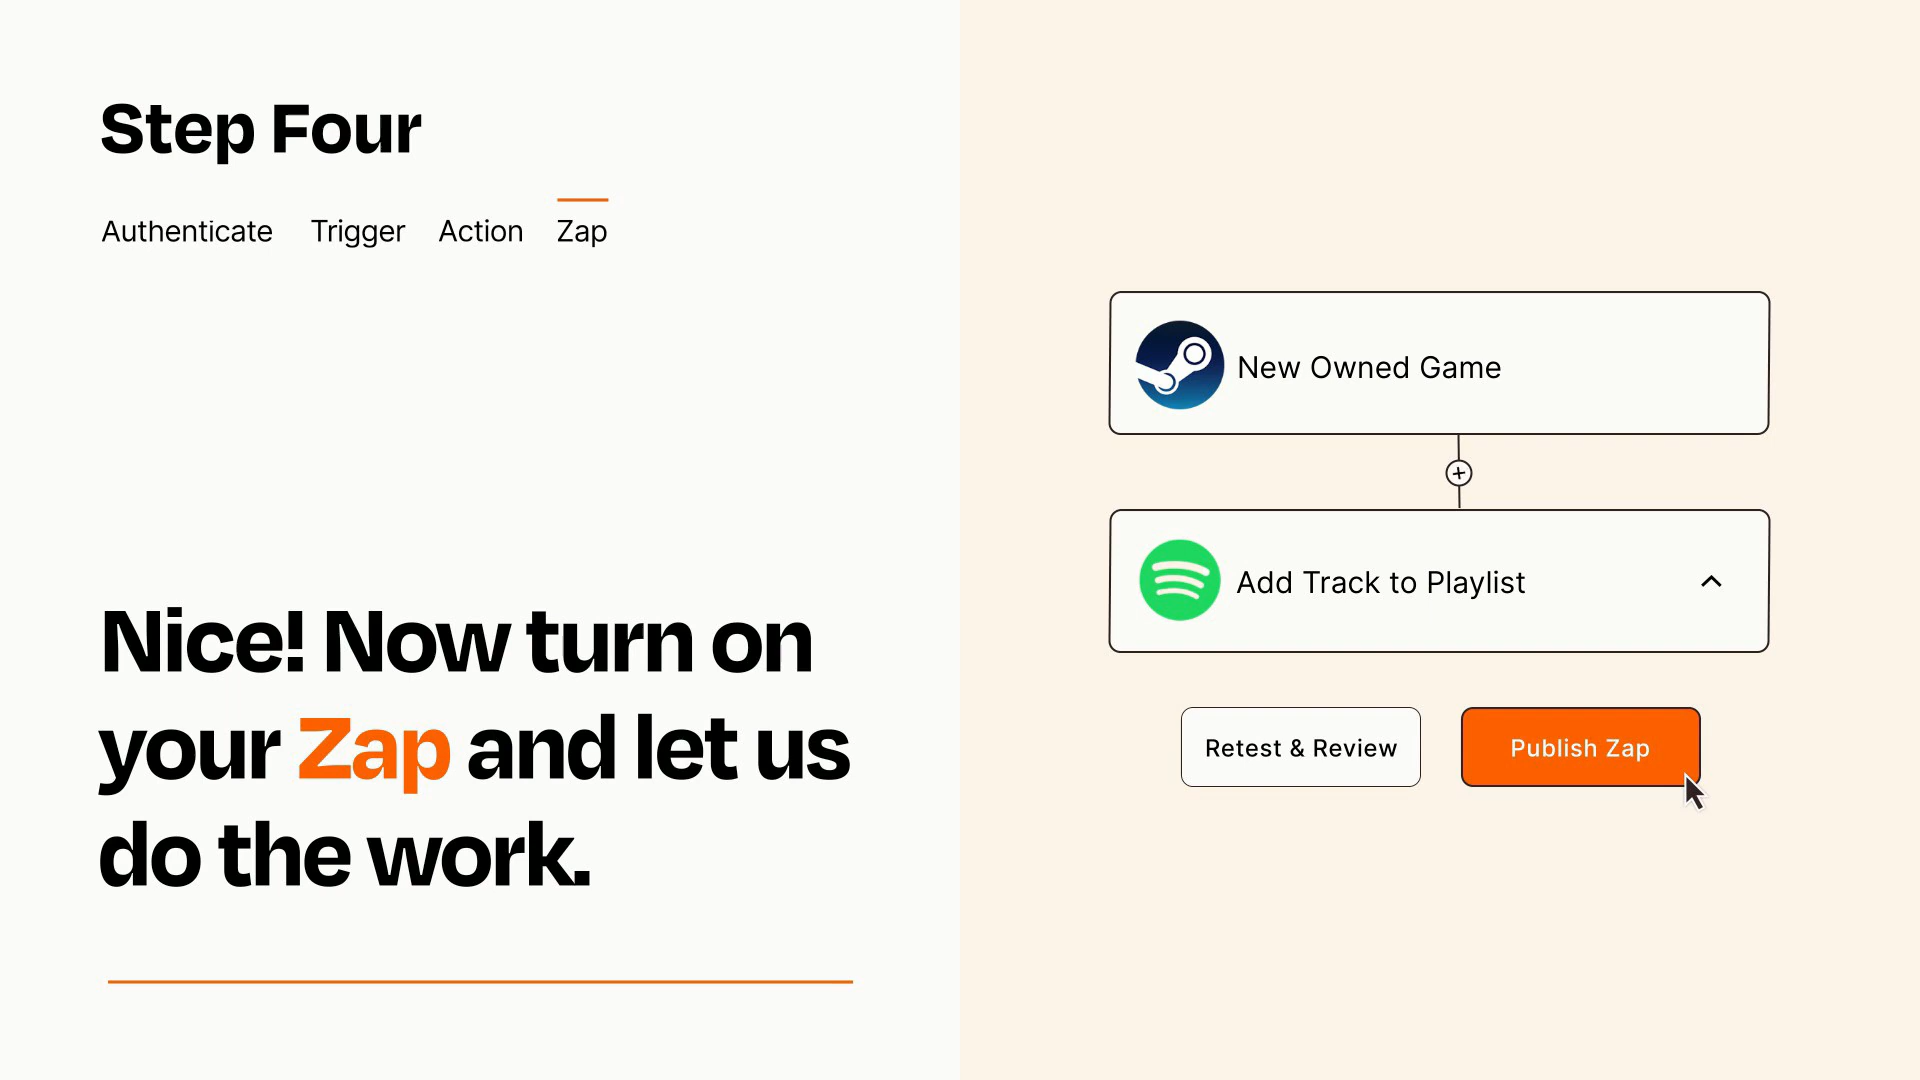 Step Four
Authenticate Trigger Action Zap
Nice! Now turn on
your Zap and let us
do the work.
New Owned Game
Add Track to Playlist
Retest & Review
Publish Zap